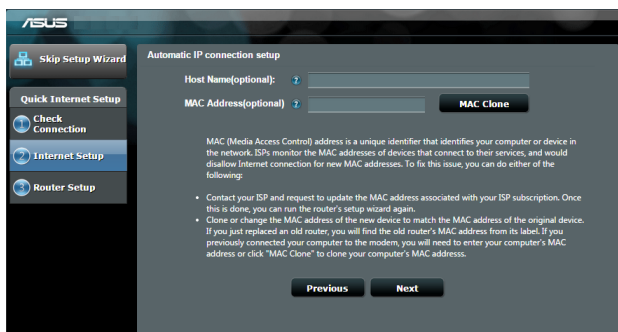 ASUS
Skip Setup Wizard
Quick Internet Setup
1 Check
Connection
2 Internet Setup
3 Router Setup
Automatic IP connection setup
Host Name(optional): ?
MAC Address(optional) ? MAC Clone
MAC (Media Access Control) address is a unique identifier that identifies your computer or device in
the network. ISPs monitor the MAC addresses of devices that connect to their services, and would
disallow Internet connection for new MAC addresses. To fix this issue, you can do either of the
following:
• Contact your ISP and request to update the MAC address associated with your ISP subscription. Once
this is done, you can run the router's setup wizard again.
• Clone or change the MAC address of the new device to match the MAC address of the original device.
If you just replaced an old router, you will find the old router's MAC address from its label. If you
previously connected your computer to the modem, you will need to enter your computer's MAC
address or click "MAC Clone" to clone your computer's MAC addresss.
Previous Next